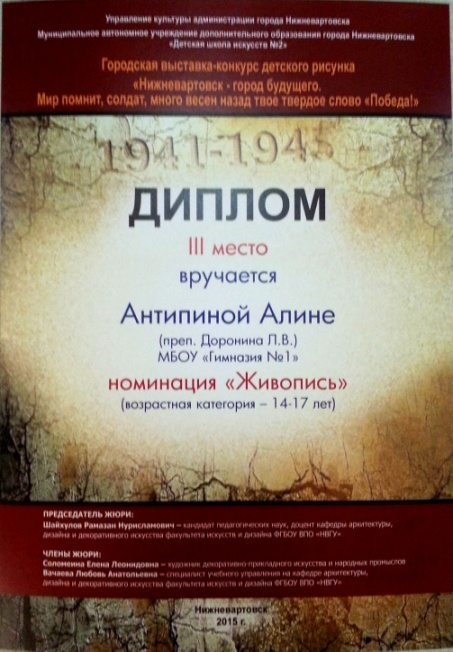 Управление культуры администрации города Нижневартовска
Муниципальное автономное учреждение дополнительного образования города Нижневартовска
«Детская школа искусств №2»
Городская выставка-конкурс детского рисунка
«Нижневартовск - город будущего.
Мир помнит, солдат, много весен назад твое твердое слово «Победа!»
1941-1945
ДИПЛОМ
III место
вручается
Антипиной Алине
(преп. Доронина Л.В.)
МБОУ «Гимназия №1»
номинация «Живопись»
(возрастная категория – 14-17 лет)
ПРЕДСЕДАТЕЛЬ ЖЮРИ:
Шайхулов Рамазан Нурисламович – кандидат педагогических наук, доцент кафедры архитектуры,
дизайна и декоративного искусства факультета искусств и дизайна ФГБОУ ВПО «НВГУ»
ЧЛЕНЫ ЖЮРИ:
Соломеина Елена Леонидовна – художник декоративно-прикладного искусства и народных промыслов
Вачаева Любовь Анатольевна – специалист учебного управления на кафедре архитектуры,
дизайна и декоративного искусства факультета искусств и дизайна ФГБОУ ВПО «НВГУ»
Нижневартовск
2015 г.